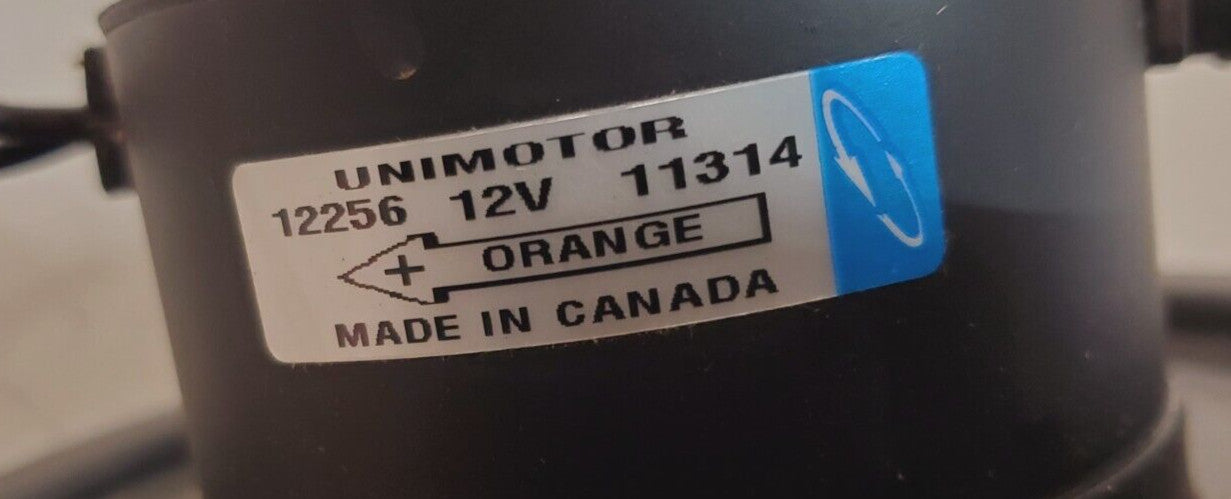 UNIMOTOR
12256 12V 11314
+ ORANGE
MADE IN CANADA